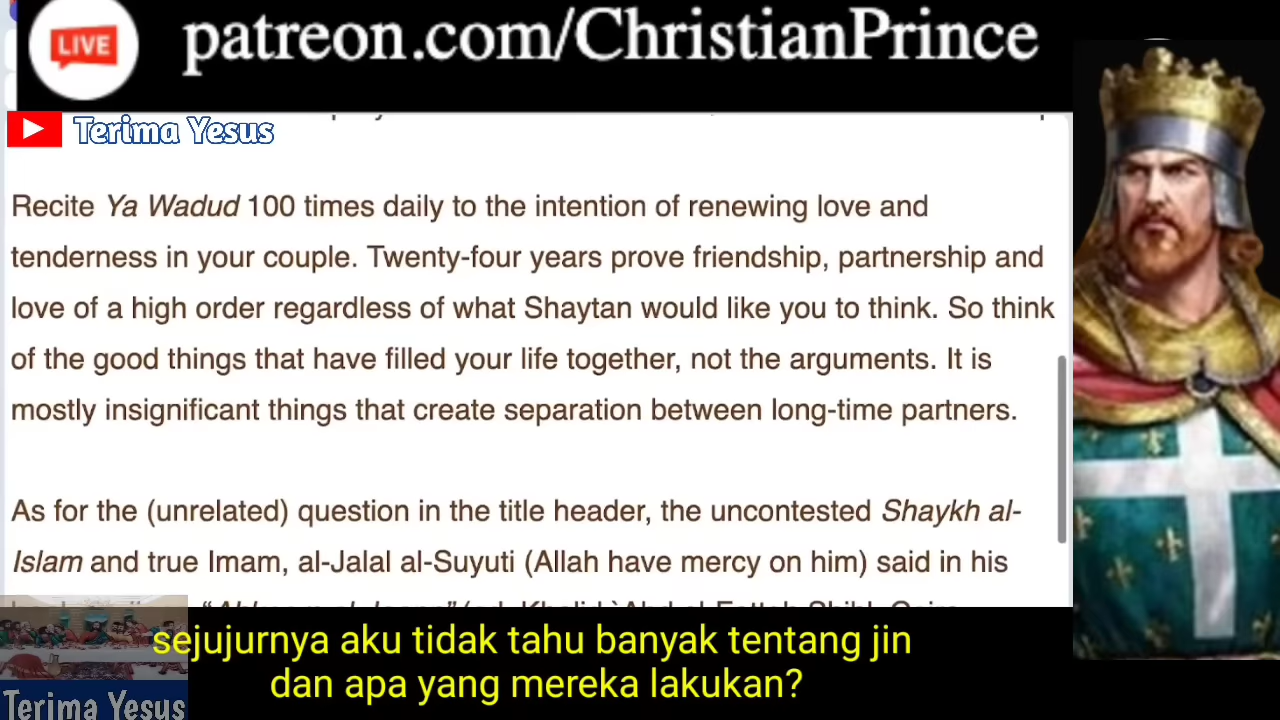 LIVE
patreon.com/ChristianPrince
Terima Yesus
Recite Ya Wadud 100 times daily to the intention of renewing love and
tenderness in your couple. Twenty-four years prove friendship, partnership and
love of a high order regardless of what Shaytan would like you to think. So think
of the good things that have filled your life together, not the arguments. It is
mostly insignificant things that create separation between long-time partners.
As for the (unrelated) question in the title header, the uncontested Shaykh al-
Islam and true Imam, al-Jalal al-Suyuti (Allah have mercy on him) said in his
sejujurnya aku tidak tahu banyak tentang jin
dan apa yang mereka lakukan?
Terima Yesus